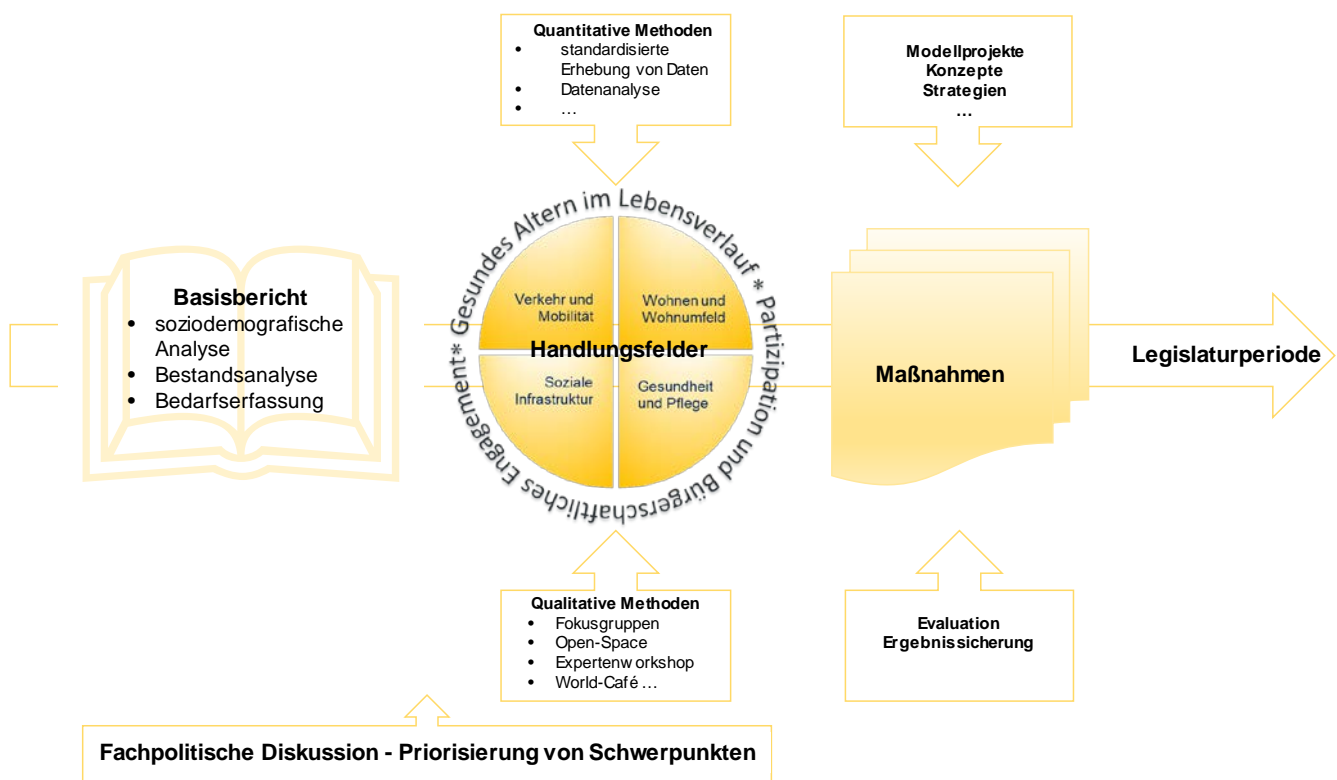 Quantitative Methoden
• standardisierte
Erhebung von Daten
• Datenanalyse
• …
Modellprojekte
Konzepte
Strategien
…
Basisbericht
• soziodemografische
Analyse
• Bestandsanalyse
• Bedarfserfassung
Gesundes Altern im Lebensverlauf * Partizipation und Bürgerschaftliches Engagement*
Verkehr und
Mobilität
Wohnen und
Wohnumfeld
Handlungsfelder
Soziale
Infrastruktur
Gesundheit
und Pflege
Maßnahmen
Legislaturperiode
Qualitative Methoden
• Fokusgruppen
• Open-Space
• Expertenworkshop
• World-Café …
Evaluation
Ergebnissicherung
Fachpolitische Diskussion - Priorisierung von Schwerpunkten